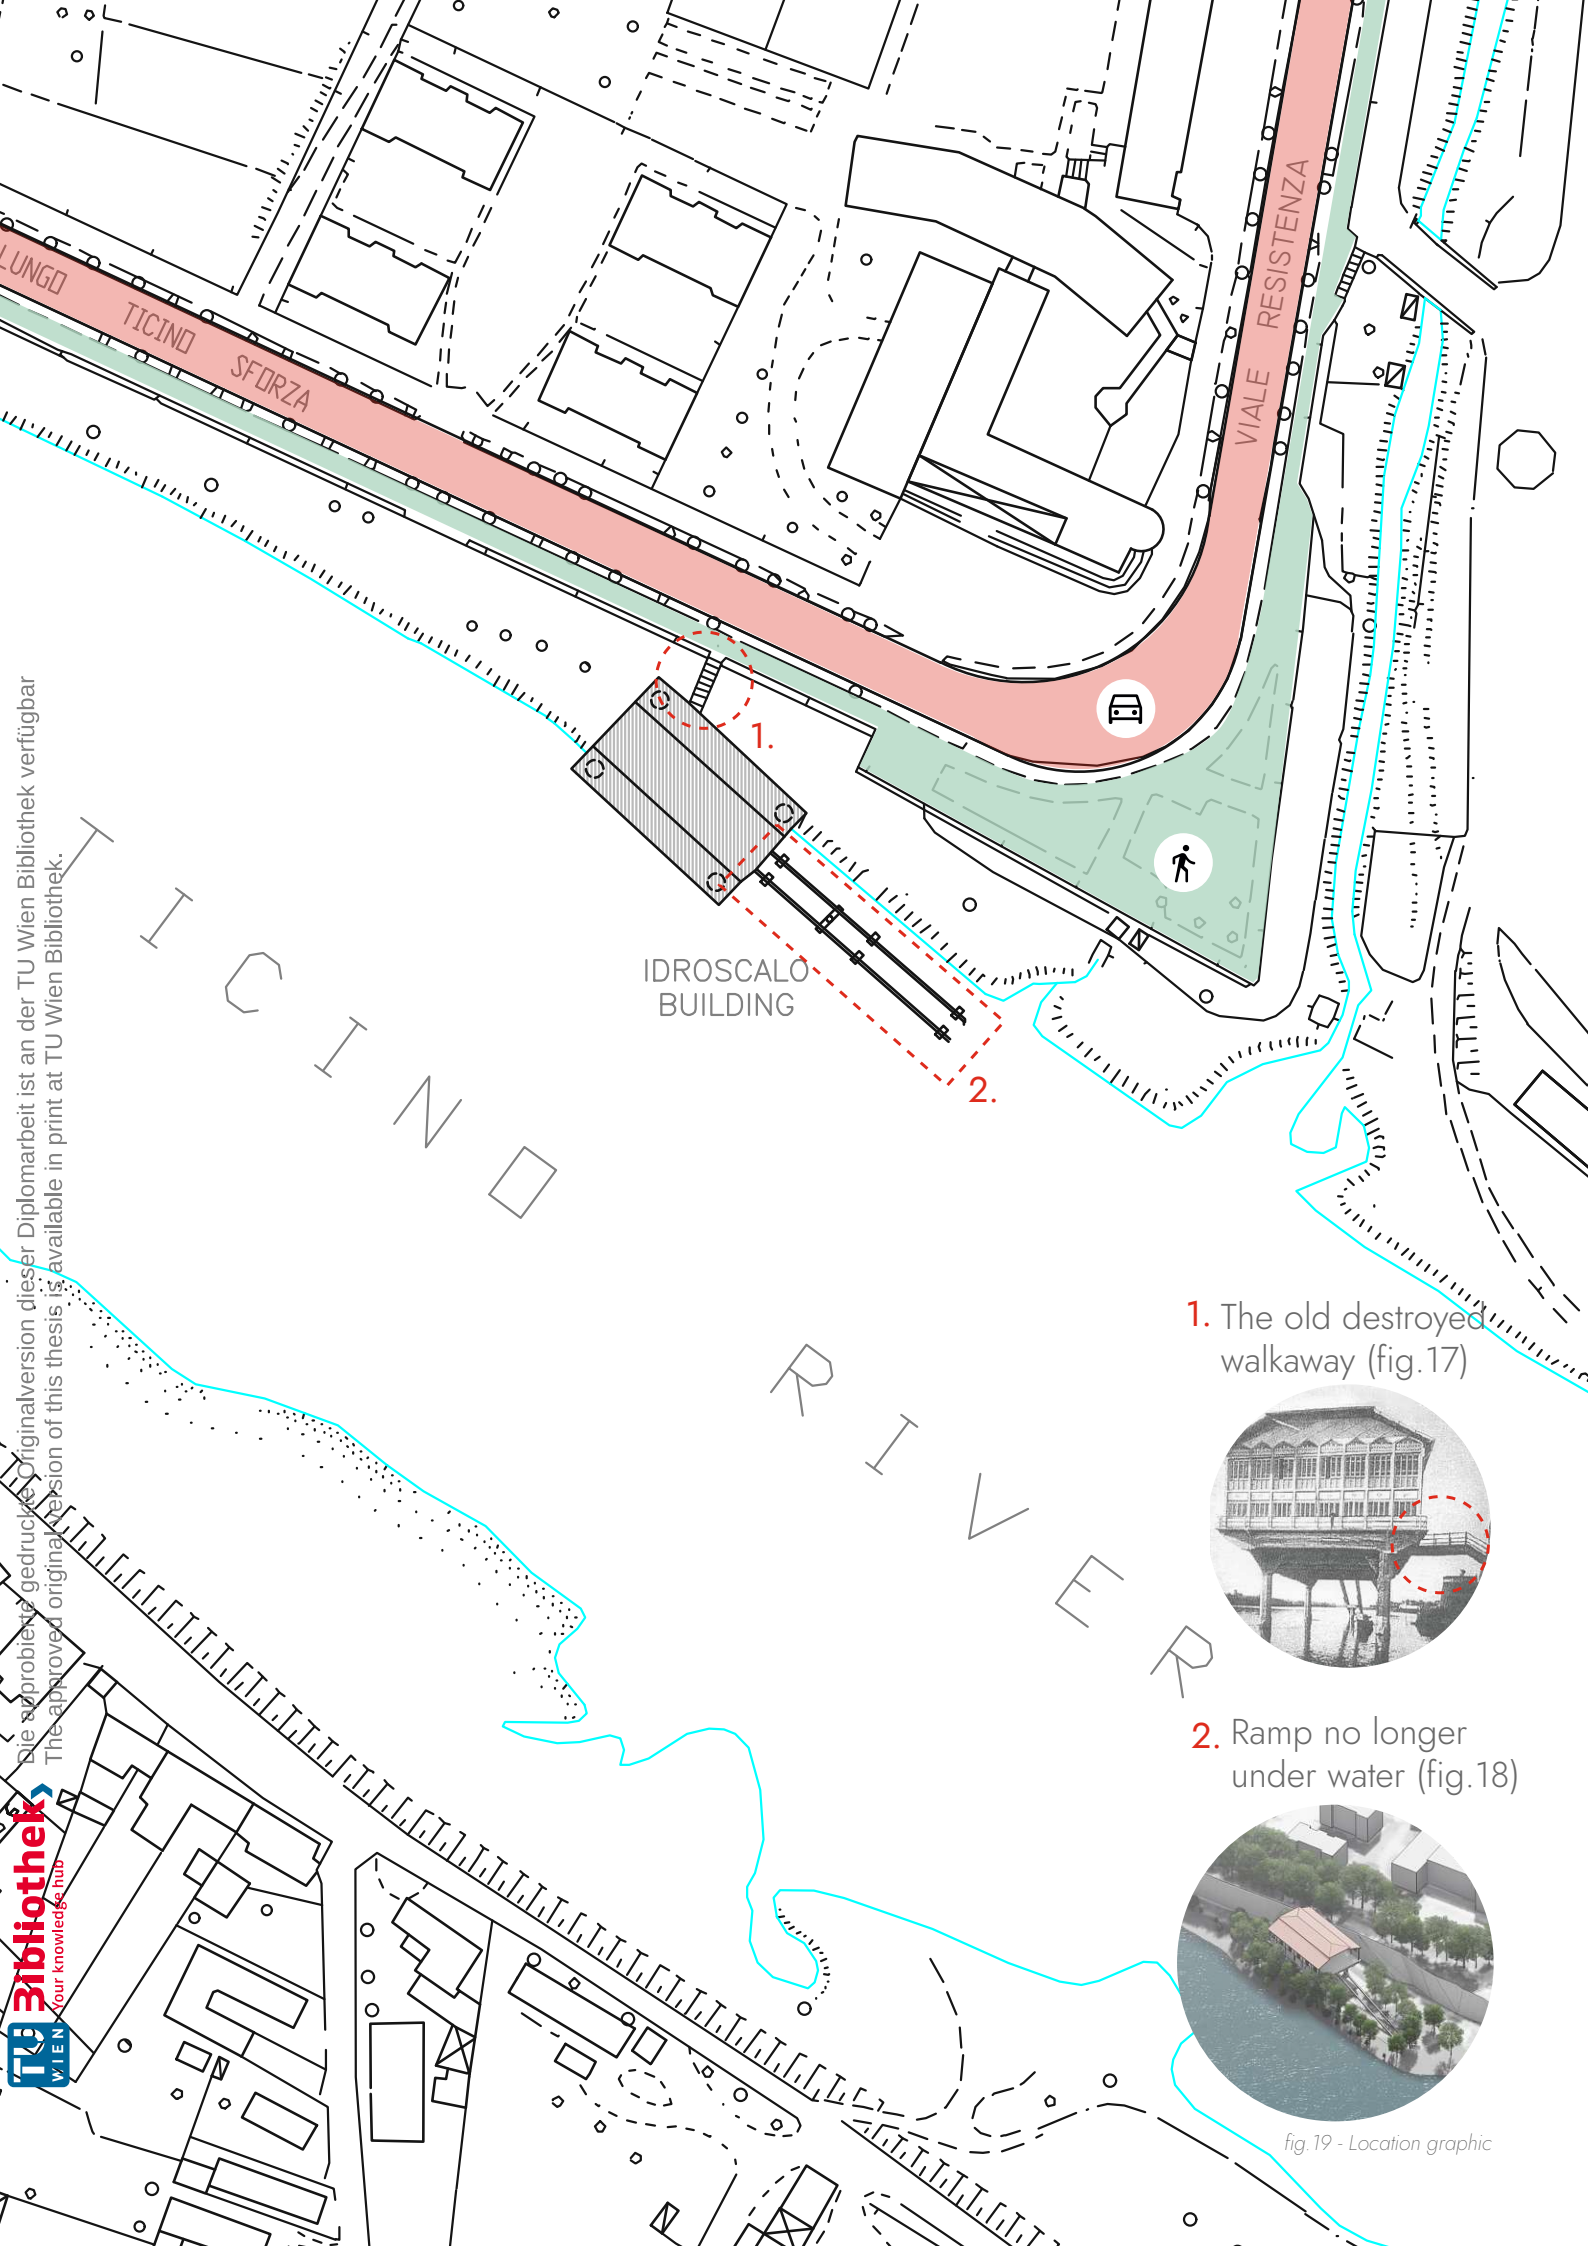 LUNGO TICINO SFORZA
VIALE RESISTENZA
1.
IDROSCALO
BUILDING
2.
TICINO RIVER
1. The old destroyed
walkaway (fig.17)
2. Ramp no longer
under water (fig.18)
fig.19 - Location graphic
Die approbierte gedruckte Originalversion dieser Diplomarbeit ist an der TU Wien Bibliothek verfügbar
The approved original version of this thesis is available in print at TU Wien Bibliothek.
TU WIEN Bibliothek
Your knowledge hub